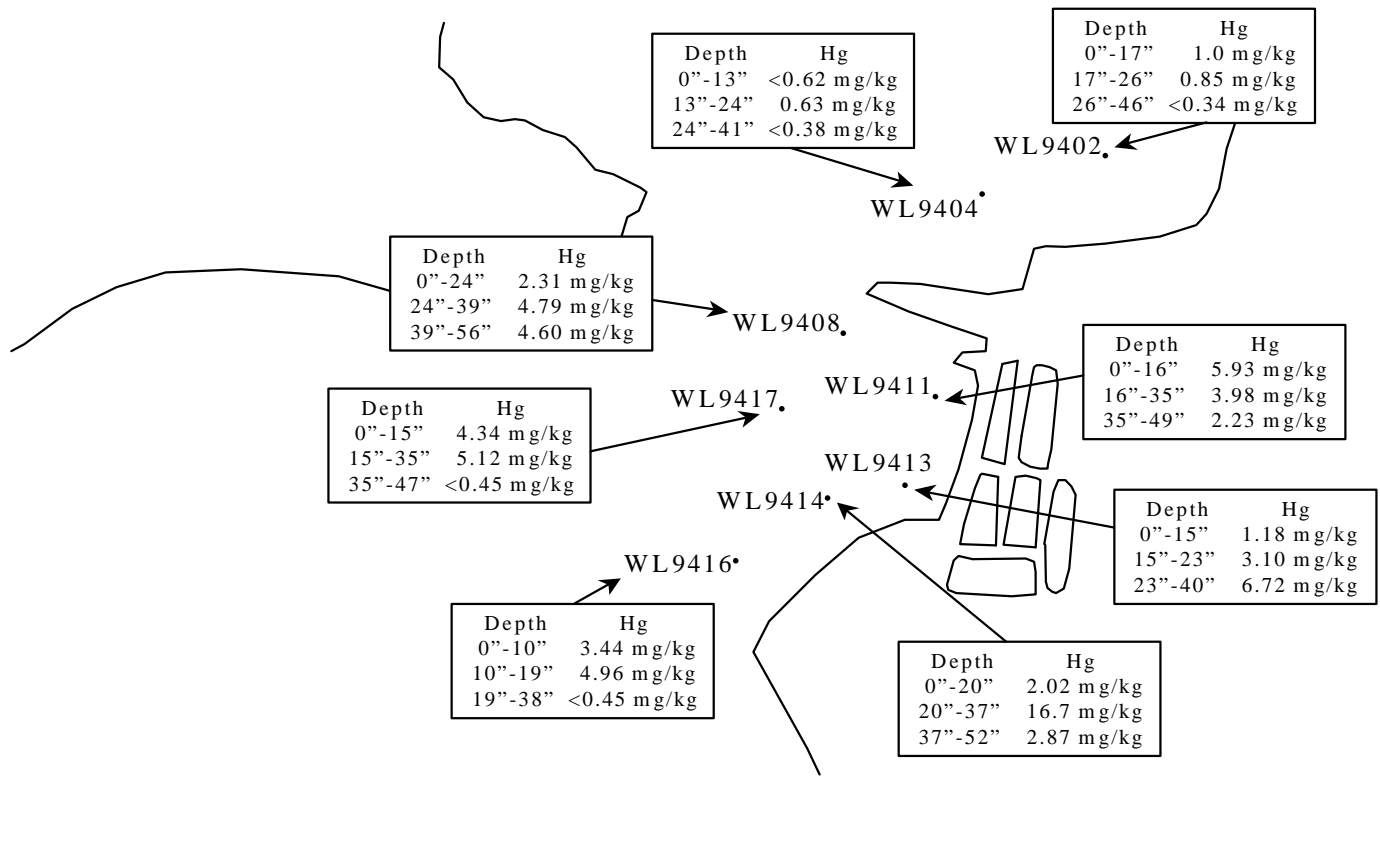 Depth Hg
0”-17” 1.0 mg/kg
17”-26” 0.85 mg/kg
26”-46” <0.34 mg/kg
Depth Hg
0”-13” <0.62 mg/kg
13”-24” 0.63 mg/kg
24”-41” <0.38 mg/kg
WL9402
WL9404
Depth Hg
0”-24” 2.31 mg/kg
24”-39” 4.79 mg/kg
39”-56” 4.60 mg/kg
WL9408
Depth Hg
0”-16” 5.93 mg/kg
16”-35” 3.98 mg/kg
35”-49” 2.23 mg/kg
WL9411
WL9417
Depth Hg
0”-15” 4.34 mg/kg
15”-35” 5.12 mg/kg
35”-47” <0.45 mg/kg
WL9413
WL9414
Depth Hg
0”-15” 1.18 mg/kg
15”-23” 3.10 mg/kg
23”-40” 6.72 mg/kg
WL9416
Depth Hg
0”-10” 3.44 mg/kg
10”-19” 4.96 mg/kg
19”-38” <0.45 mg/kg
Depth Hg
0”-20” 2.02 mg/kg
20”-37” 16.7 mg/kg
37”-52” 2.87 mg/kg